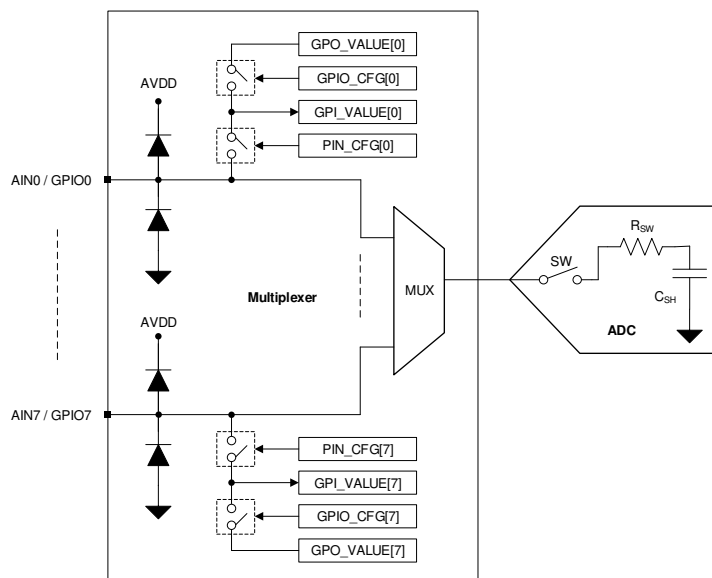 GPO_VALUE[0]
GPIO_CFG[0]
AVDD
GPI_VALUE[0]
PIN_CFG[0]
AIN0 / GPIO0
RSW
SW
MUX
CSH
Multiplexer
ADC
AVDD
AIN7 / GPIO7
PIN_CFG[7]
GPI_VALUE[7]
GPIO_CFG[7]
GPO_VALUE[7]